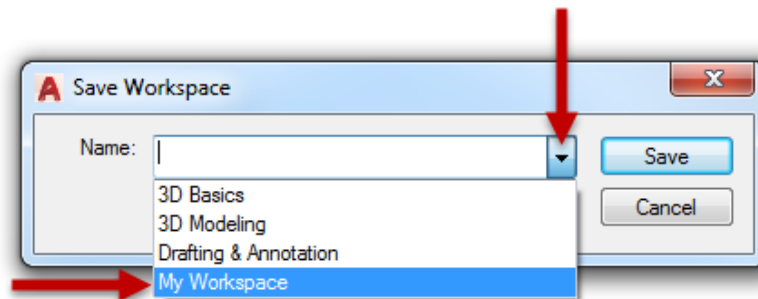 Save Workspace
Name:
Save
3D Basics
3D Modeling
Cancel
Drafting & Annotation
My Workspace